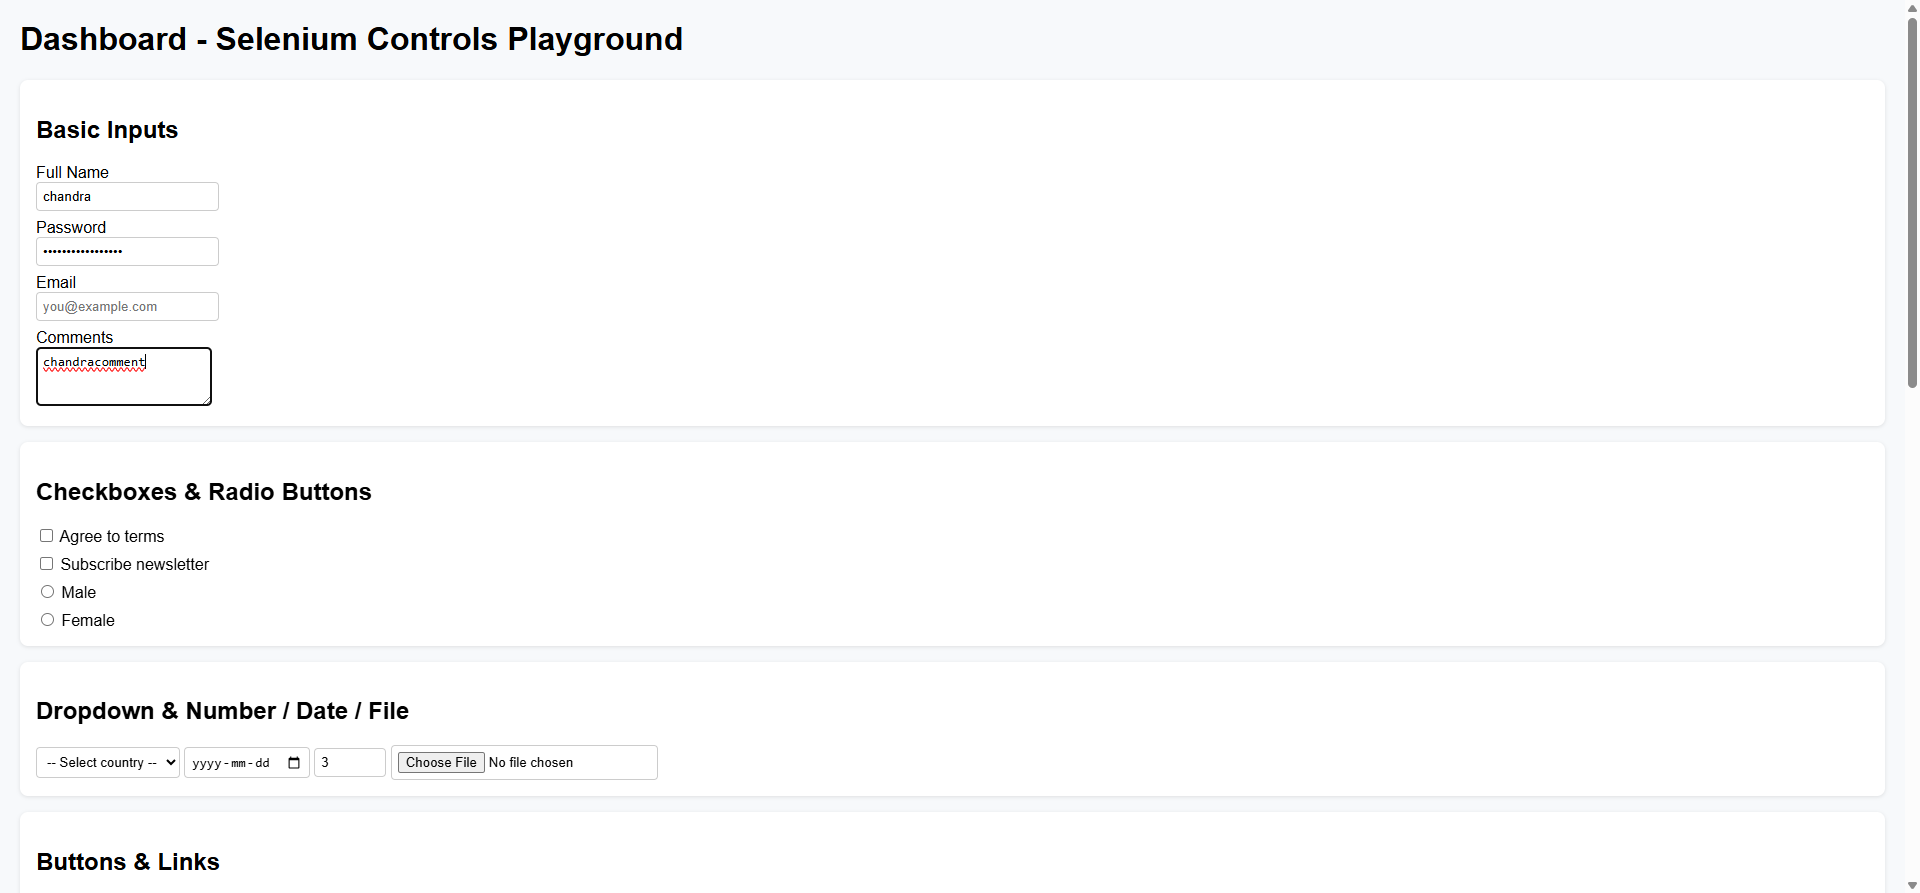 Dashboard - Selenium Controls Playground
Basic Inputs
Full Name
chandra
Password
•••••••••••••••••
Email
you@example.com
Comments
chandracomment
Checkboxes & Radio Buttons
Agree to terms
Subscribe newsletter
Male
Female
Dropdown & Number / Date / File
-- Select country -- yyyy-mm-dd 3 Choose File No file chosen
Buttons & Links